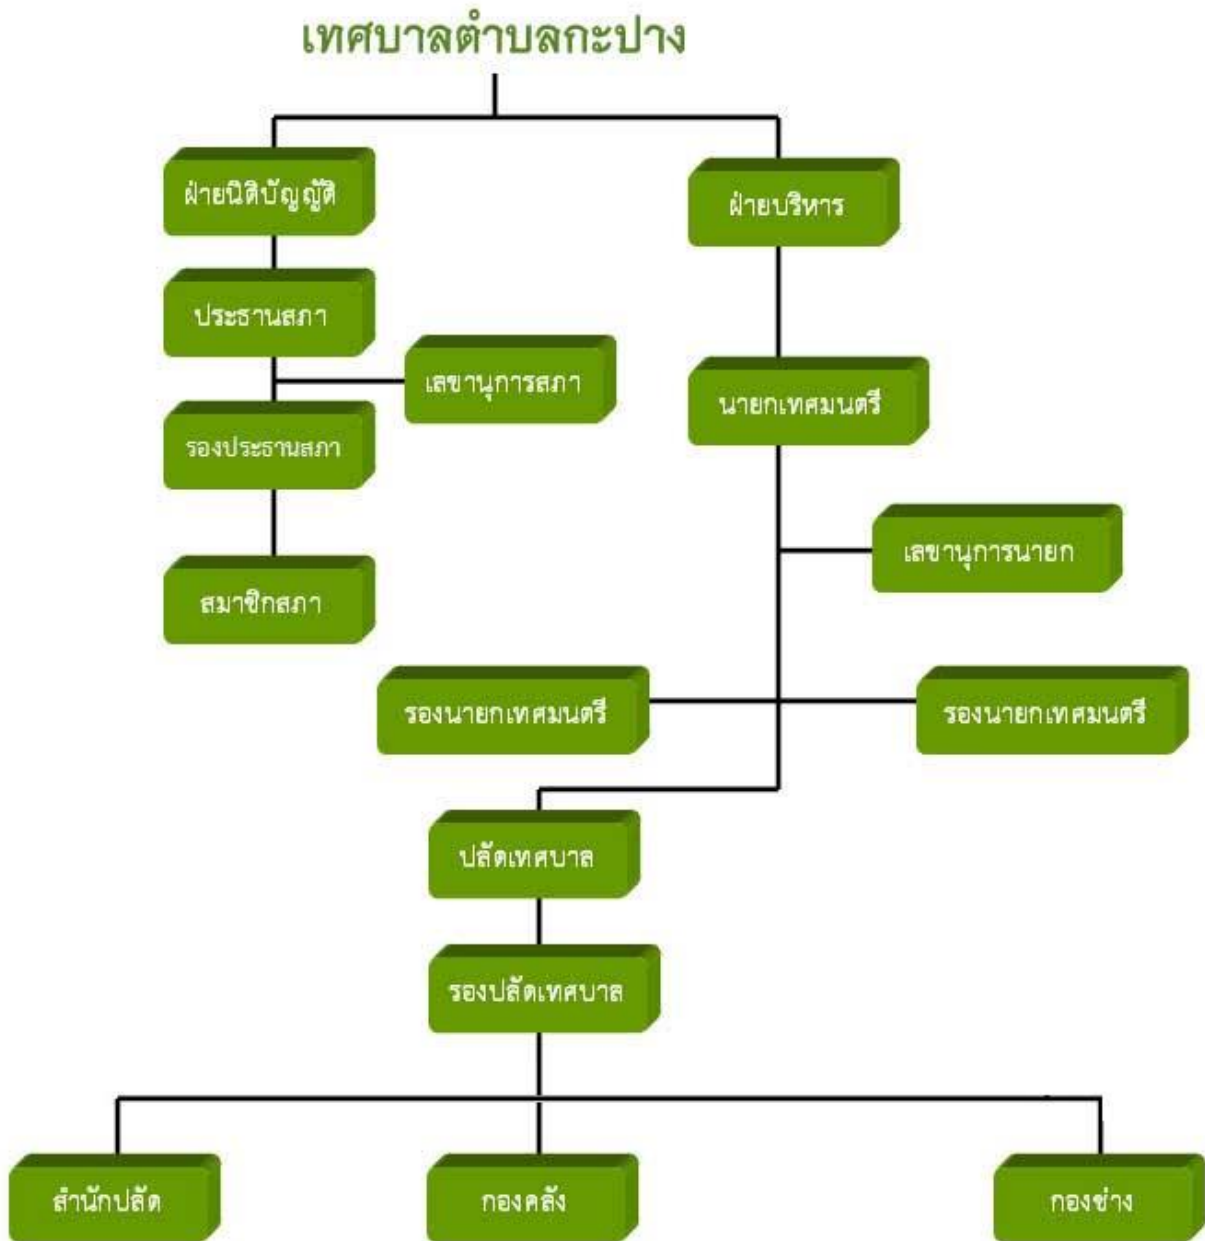 เทศบาลตำบลกะปาง
ฝ่ายนิติบัญญัติ
ฝ่ายบริหาร
ประธานสภา
เลขานุการสภา
นายกเทศมนตรี
รองประธานสภา
เลขานุการนายก
สมาชิกสภา
รองนายกเทศมนตรี
รองนายกเทศมนตรี
ปลัดเทศบาล
รองปลัดเทศบาล
สำนักปลัด
กองคลัง
กองช่าง